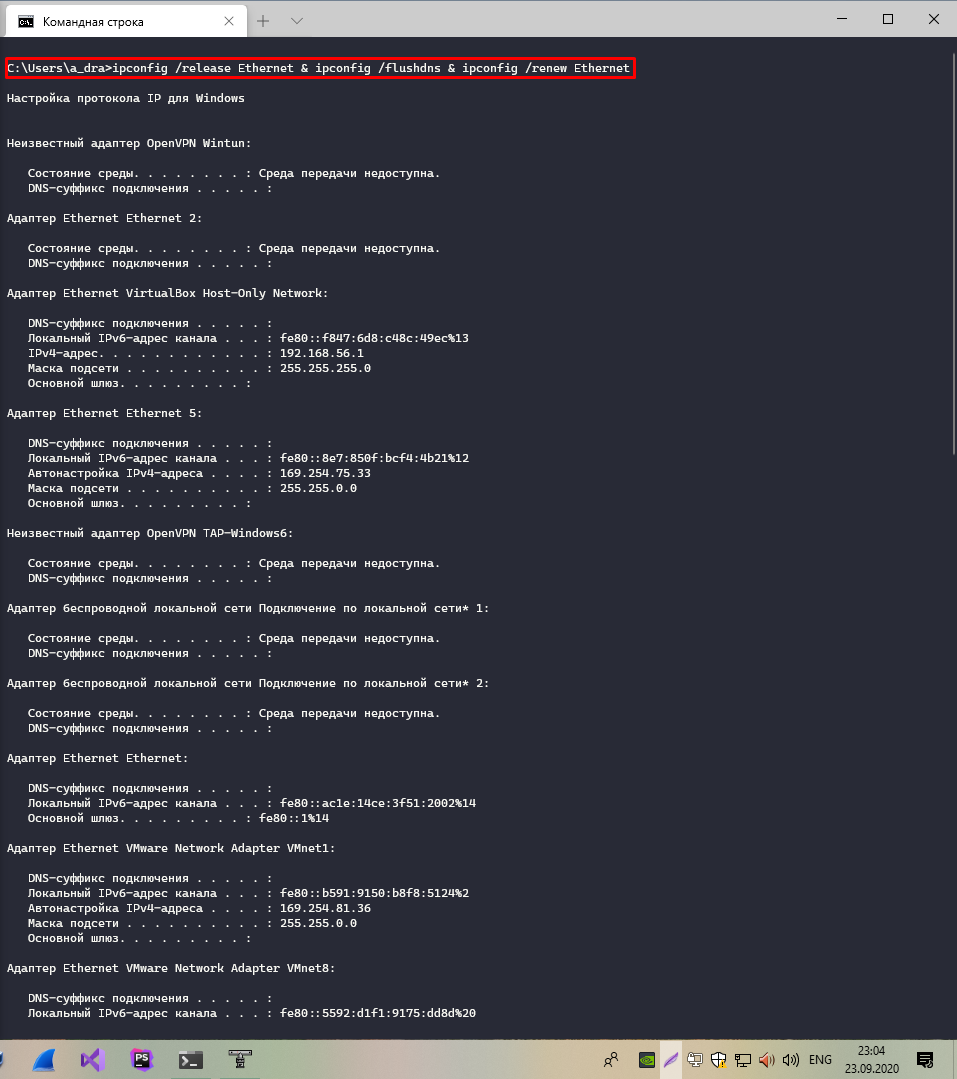 Командная строка
C:\Users\a_dra>ipconfig /release Ethernet & ipconfig /flushdns & ipconfig /renew Ethernet
Настройка протокола IP для Windows
Неизвестный адаптер OpenVPN Wintun:
Состояние среды. . . . . . . . : Среда передачи недоступна.
DNS-суффикс подключения . . . . . :
Адаптер Ethernet Ethernet 2:
Состояние среды. . . . . . . . : Среда передачи недоступна.
DNS-суффикс подключения . . . . . :
Адаптер Ethernet VirtualBox Host-Only Network:
DNS-суффикс подключения . . . . . :
Локальный IPv6-адрес канала . . . : fe80::f847:6d8:c48c:49ec%13
IPv4-адрес. . . . . . . . . . . . : 192.168.56.1
Маска подсети . . . . . . . . . . : 255.255.255.0
Основной шлюз. . . . . . . . . :
Адаптер Ethernet Ethernet 5:
DNS-суффикс подключения . . . . . :
Локальный IPv6-адрес канала . . . : fe80::8e7:850f:bcf4:4b21%12
Автонастройка IPv4-адреса . . . . : 169.254.75.33
Маска подсети . . . . . . . . . . : 255.255.0.0
Основной шлюз. . . . . . . . . :
Неизвестный адаптер OpenVPN TAP-Windows6:
Состояние среды. . . . . . . . : Среда передачи недоступна.
DNS-суффикс подключения . . . . . :
Адаптер беспроводной локальной сети Подключение по локальной сети* 1:
Состояние среды. . . . . . . . : Среда передачи недоступна.
DNS-суффикс подключения . . . . . :
Адаптер беспроводной локальной сети Подключение по локальной сети* 2:
Состояние среды. . . . . . . . : Среда передачи недоступна.
DNS-суффикс подключения . . . . . :
Адаптер Ethernet Ethernet:
DNS-суффикс подключения . . . . . :
Локальный IPv6-адрес канала . . . : fe80::ac1e:14ce:3f51:2002%14
Основной шлюз. . . . . . . . . : fe80::1%14
Адаптер Ethernet VMware Network Adapter VMnet1:
DNS-суффикс подключения . . . . . :
Локальный IPv6-адрес канала . . . : fe80::b591:9150:b8f8:5124%2
Автонастройка IPv4-адреса . . . . : 169.254.81.36
Маска подсети . . . . . . . . . . : 255.255.0.0
Основной шлюз. . . . . . . . . :
Адаптер Ethernet VMware Network Adapter VMnet8:
DNS-суффикс подключения . . . . . :
Локальный IPv6-адрес канала . . . : fe80::5592:d1f1:9175:dd8d%20
PS
ENG
23:04
23.09.2020